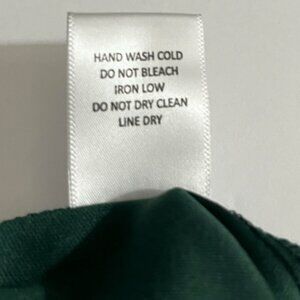 HAND WASH COLD
DO NOT BLEACH
IRON LOW
DO NOT DRY CLEAN
LINE DRY